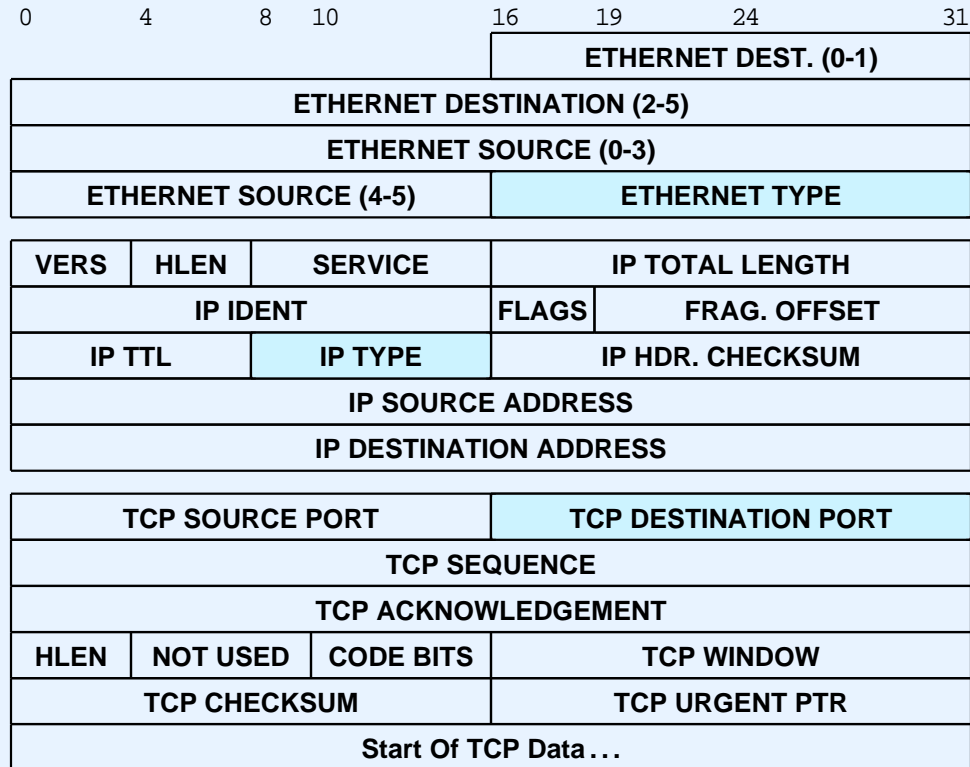 0 4 8 10 16 19 24 31
ETHERNET DEST. (0-1)
ETHERNET DESTINATION (2-5)
ETHERNET SOURCE (0-3)
ETHERNET SOURCE (4-5) ETHERNET TYPE
VERS HLEN SERVICE IP TOTAL LENGTH
IP IDENT FLAGS FRAG. OFFSET
IP TTL IP TYPE IP HDR. CHECKSUM
IP SOURCE ADDRESS
IP DESTINATION ADDRESS
TCP SOURCE PORT TCP DESTINATION PORT
TCP SEQUENCE
TCP ACKNOWLEDGEMENT
HLEN NOT USED CODE BITS TCP WINDOW
TCP CHECKSUM TCP URGENT PTR
Start Of TCP Data . . .